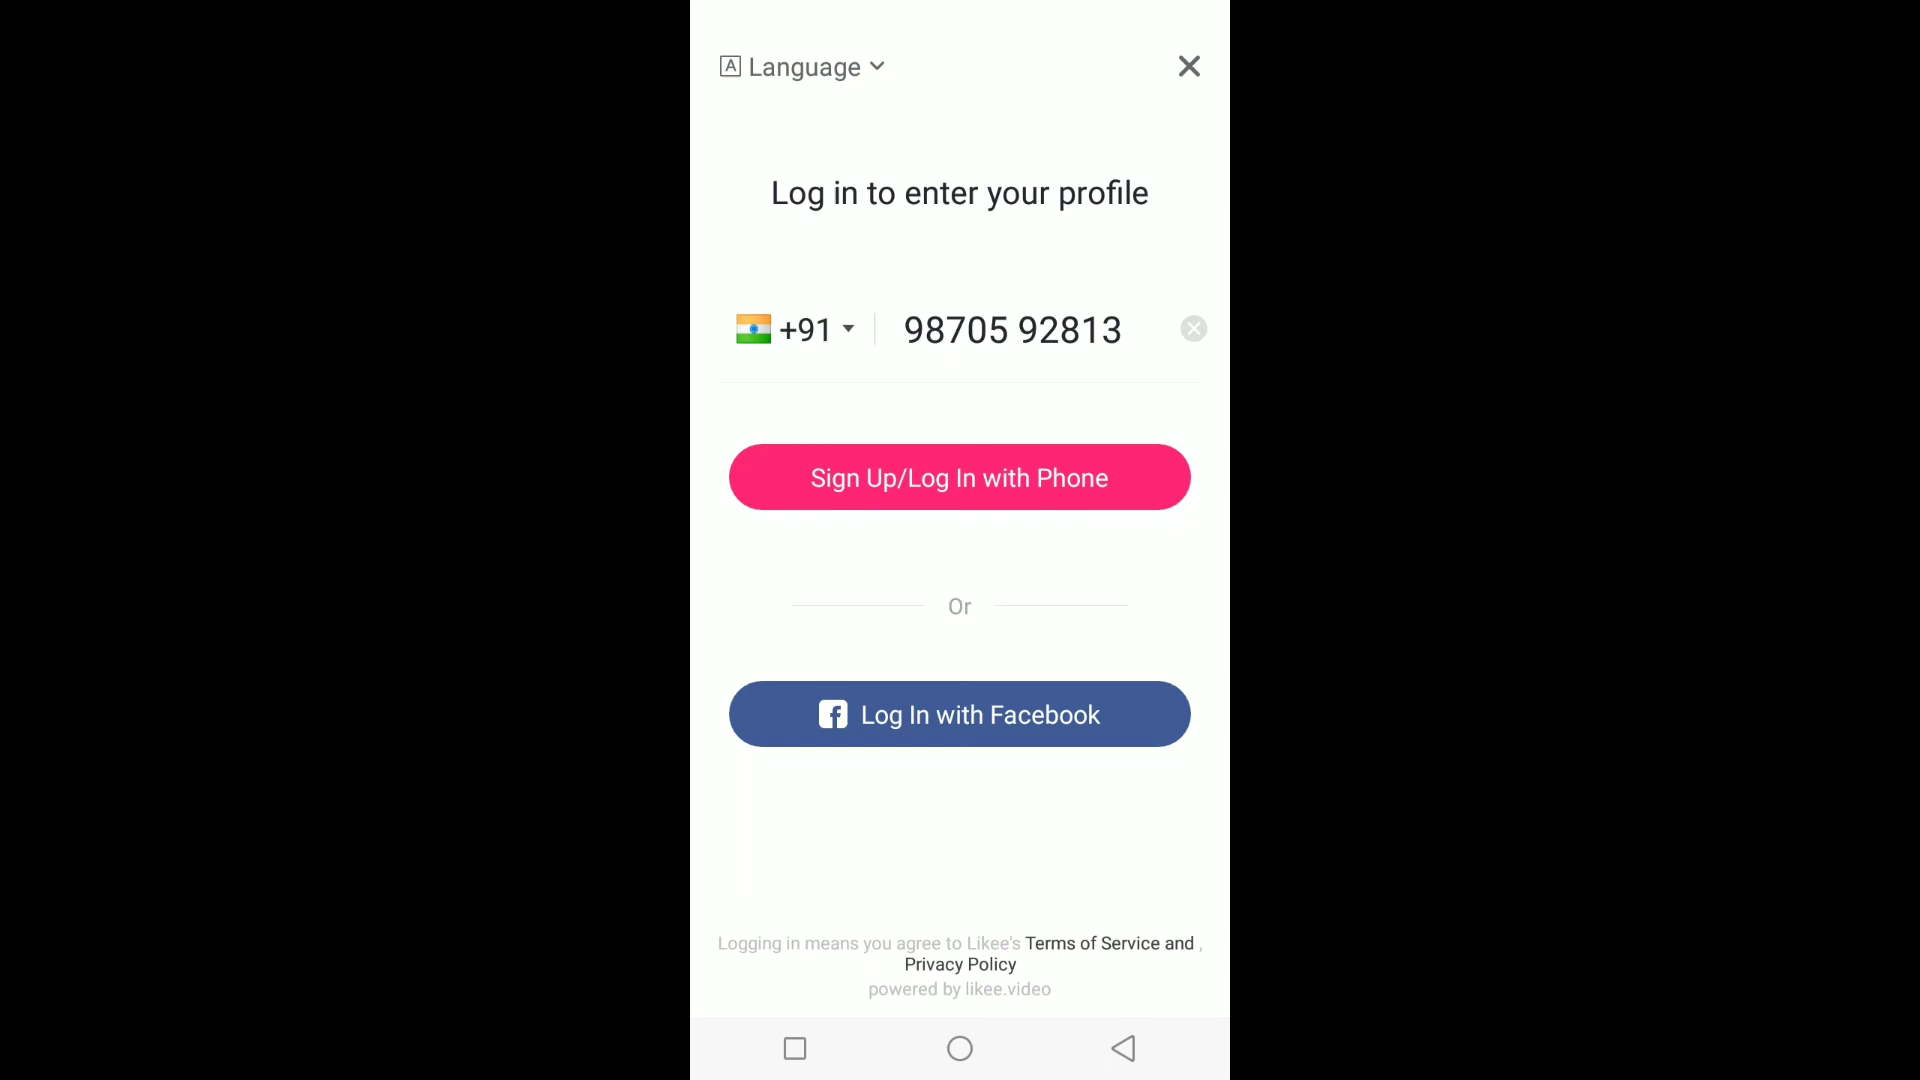 A Language
Log in to enter your profile
+91 98705 92813
Sign Up/Log In with Phone
Or
f Log In with Facebook
Logging in means you agree to Likee's Terms of Service and ,
Privacy Policy
powered by likee.video